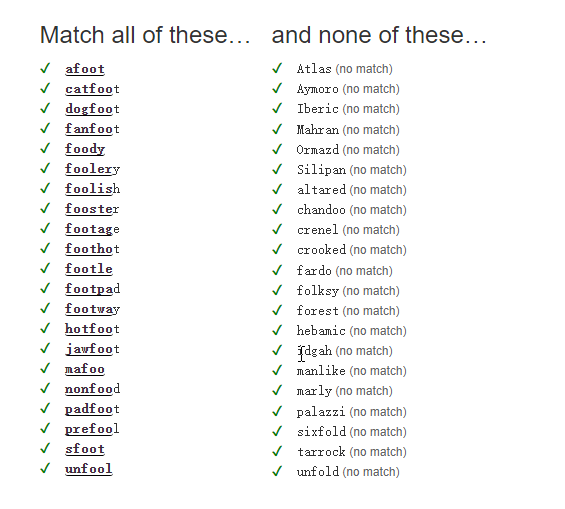 Match all of these… and none of these…
✓ afoot ✓ Atlas (no match)
✓ catfoot ✓ Aymoro (no match)
✓ dogfoot ✓ Iberic (no match)
✓ fanfoot ✓ Mahran (no match)
✓ foody ✓ Ormazd (no match)
✓ foolery ✓ Silipan (no match)
✓ foolish ✓ altared (no match)
✓ fooster ✓ chandoo (no match)
✓ footage ✓ crenel (no match)
✓ foothot ✓ crooked (no match)
✓ footle ✓ fardo (no match)
✓ footpad ✓ folksy (no match)
✓ footway ✓ forest (no match)
✓ hotfoot ✓ hebamic (no match)
✓ jawfoot ✓ idgah (no match)
✓ mafoo ✓ manlike (no match)
✓ nonfood ✓ marly (no match)
✓ padfoot ✓ palazzi (no match)
✓ prefool ✓ sixfold (no match)
✓ sfoot ✓ tarrock (no match)
✓ unfool ✓ unfold (no match)